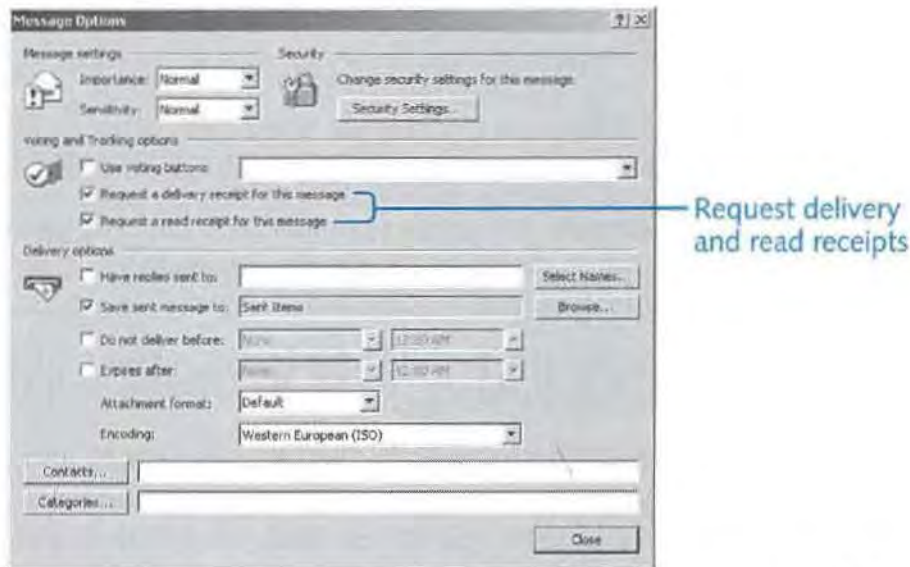 Message Options
Message settings
Security
Importance: Normal
Change security settings for this message.
Sensitivity: Normal
Security Settings...
Voting and Tracking options
Use voting buttons:
Request a delivery receipt for this message
Request a read receipt for this message
Request delivery
and read receipts
Delivery options
Have replies sent to:
Select Names...
Save sent message to: Sent Items
Browse...
Do not deliver before: None 12:00 AM
Expires after: None 12:00 AM
Attachment format: Default
Encoding: Western European (ISO)
Contacts...
Categories...
Close